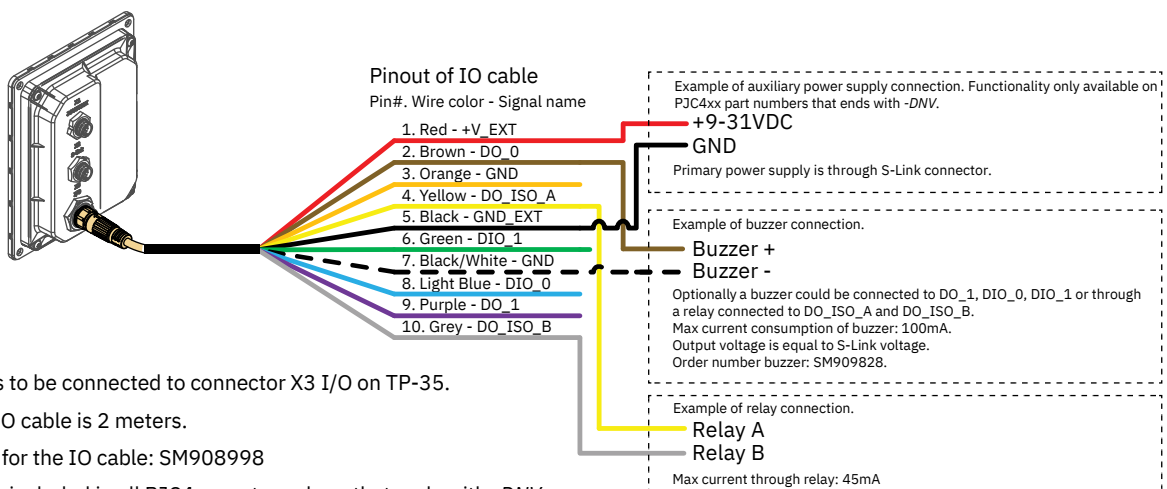 Pinout of IO cable
Pin#. Wire color - Signal name
1. Red - +V_EXT
2. Brown - DO_0
3. Orange - GND
4. Yellow - DO_ISO_A
5. Black - GND_EXT
6. Green - DIO_1
7. Black/White - GND
8. Light Blue - DIO_0
9. Purple - DO_1
10. Grey - DO_ISO_B
Example of auxiliary power supply connection. Functionality only available on
PJC4xx part numbers that ends with -DNV.
+9-31VDC
GND
Primary power supply is through S-Link connector.
Example of buzzer connection.
Buzzer +
Buzzer -
Optionally a buzzer could be connected to DO_1, DIO_0, DIO_1 or through
a relay connected to DO_ISO_A and DO_ISO_B.
Max current consumption of buzzer: 100mA.
Output voltage is equal to S-Link voltage.
Order number buzzer: SM909828.
Example of relay connection.
Relay A
Relay B
Max current through relay: 45mA
s to be connected to connector X3 I/O on TP-35.
O cable is 2 meters.
for the IO cable: SM908998